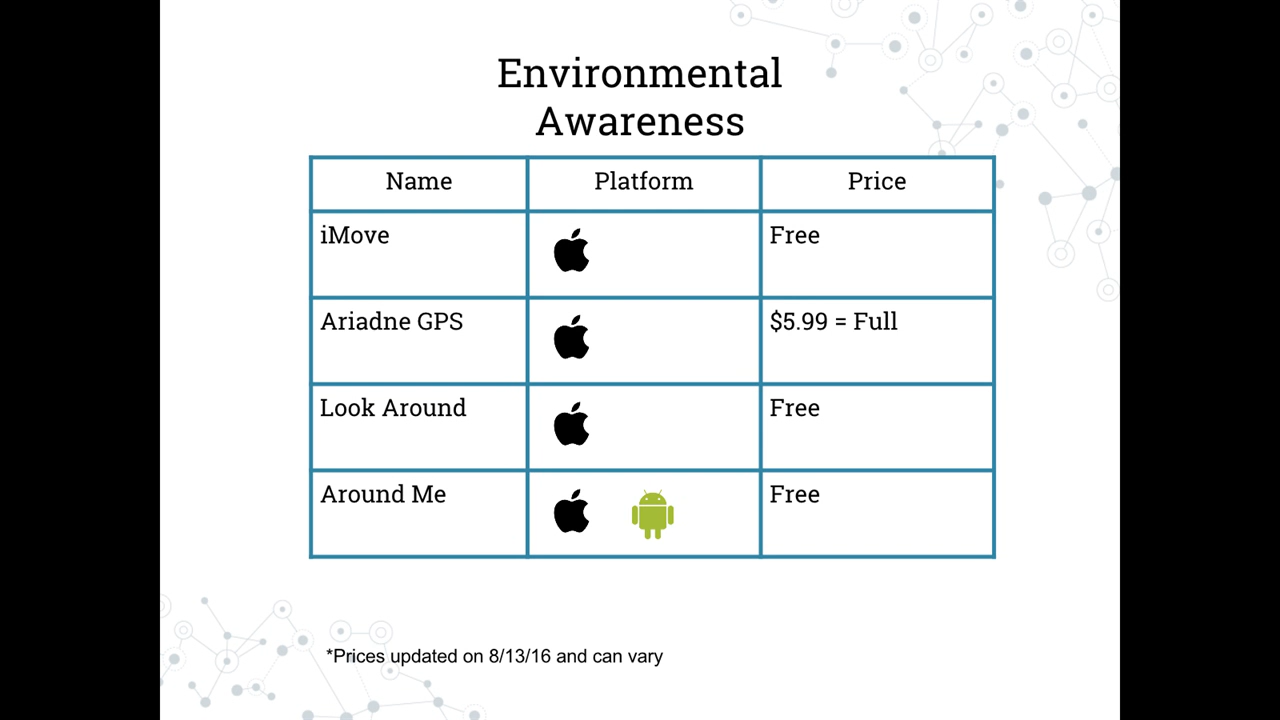 Environmental
Awareness
Name Platform Price
iMove Free
Ariadne GPS $5.99 = Full
Look Around Free
Around Me Free
*Prices updated on 8/13/16 and can vary